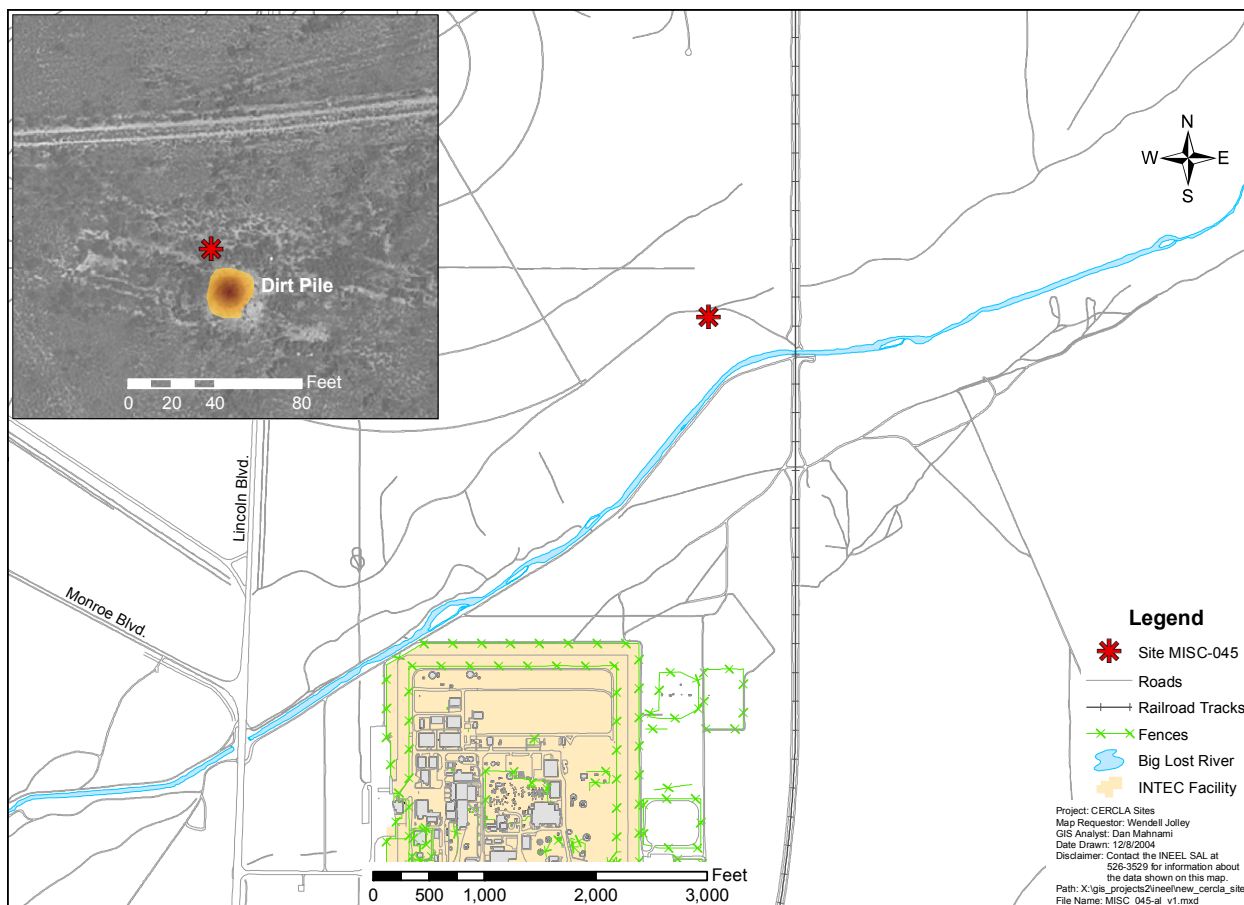 Dirt Pile
Feet
0 20 40 80
N
W E
S
Lincoln Blvd.
Monroe Blvd.
Legend
Site MISC-045
Roads
Railroad Tracks
Fences
Big Lost River
INTEC Facility
Project: CERCLA Sites
Map Requestor: Wendell Jolley
GIS Analyst: Dan Mahnami
Date Drawn: 12/8/2004
Disclaimer: Contact the INEEL SAL at
526-3529 for information about
the data shown on this map.
Path: X:\gis_projects2\ineel\new_cercla_site
File Name: MISC_045-al_v1.mxd
Feet
0 500 1,000 2,000 3,000